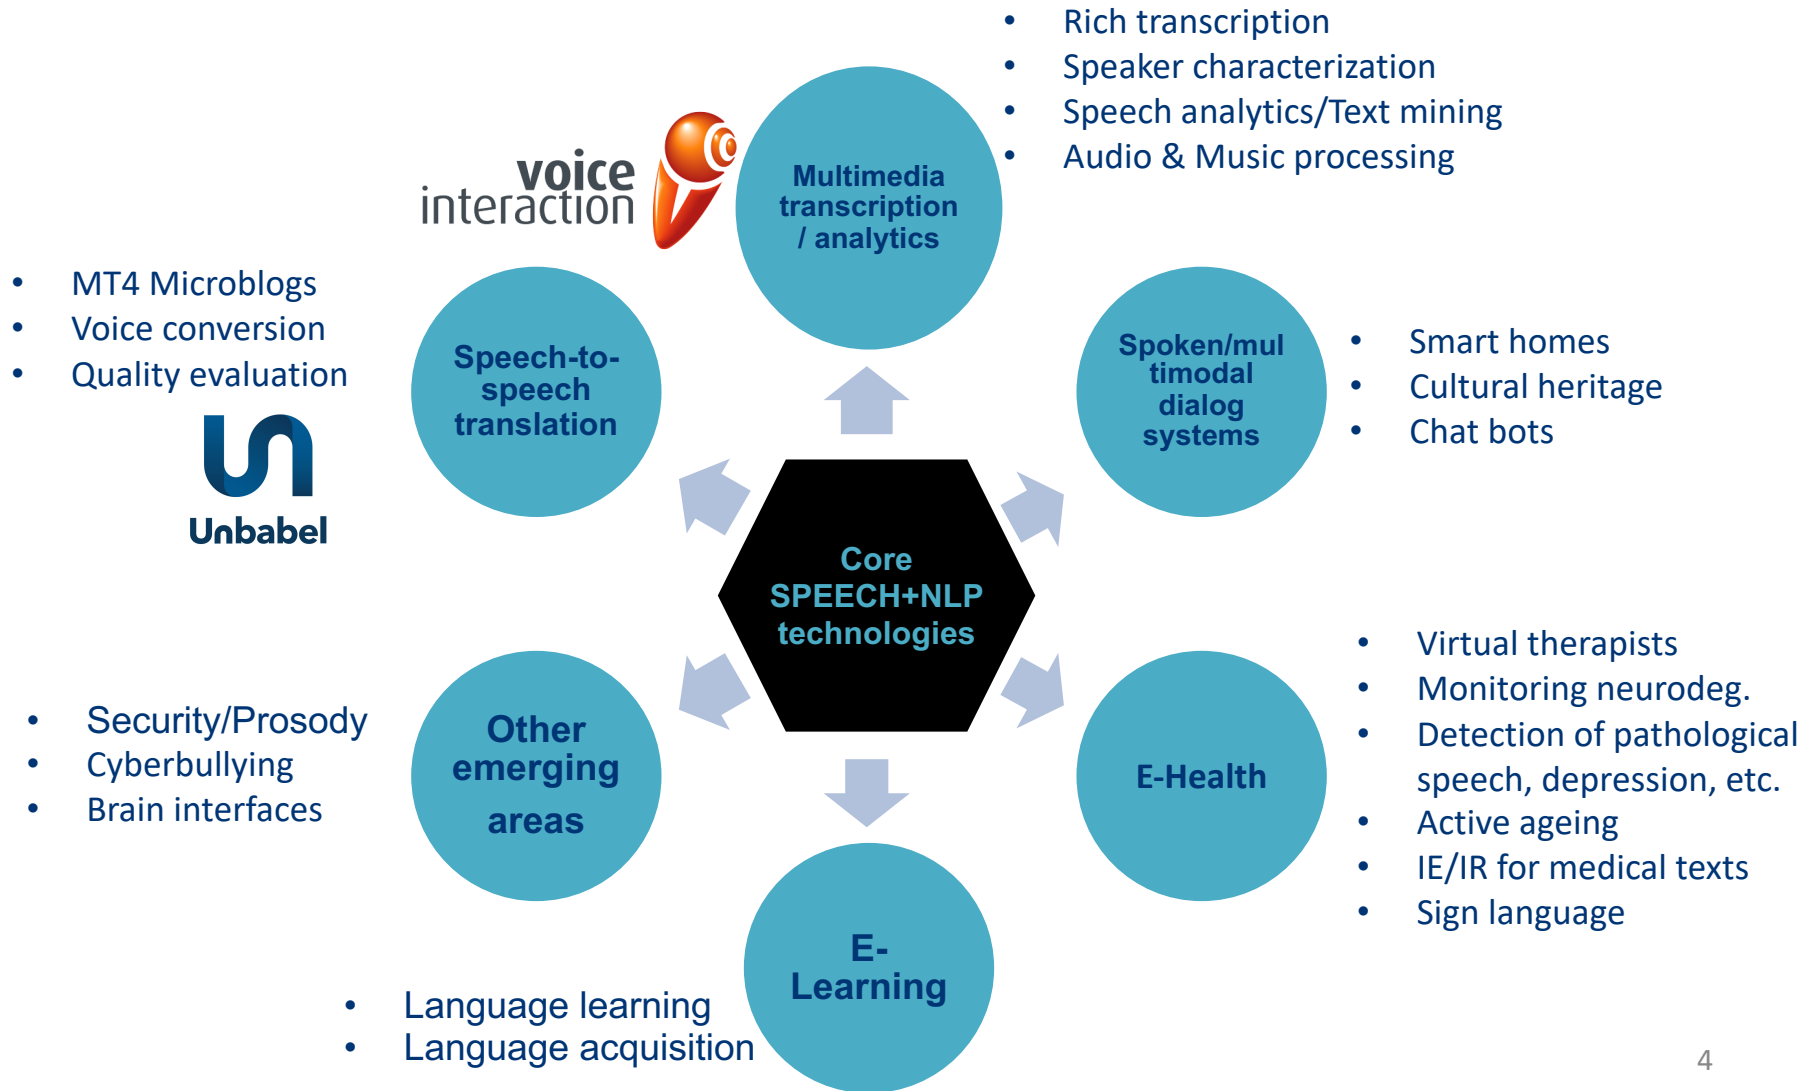 • Rich transcription
• Speaker characterization
• Speech analytics/Text mining
• Audio & Music processing
voice
interaction
Multimedia
transcription
/ analytics
• MT4 Microblogs
• Voice conversion
• Quality evaluation
Unbabel
Speech-to-
speech
translation
Spoken/mul
timodal
dialog
systems
• Smart homes
• Cultural heritage
• Chat bots
Core
SPEECH+NLP
technologies
• Security/Prosody
• Cyberbullying
• Brain interfaces
Other
emerging
areas
E-Health
• Virtual therapists
• Monitoring neurodeg.
• Detection of pathological
speech, depression, etc.
• Active ageing
• IE/IR for medical texts
• Sign language
E-
Learning
• Language learning
• Language acquisition
4